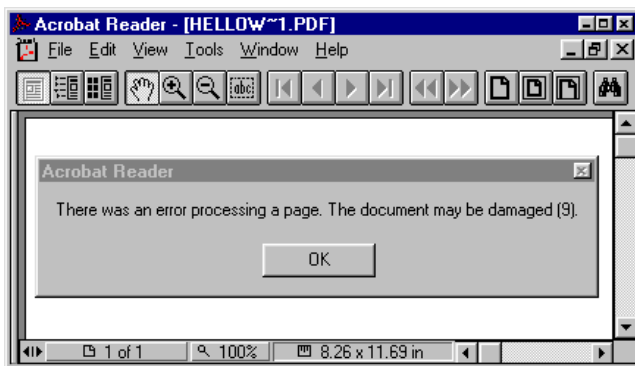 Acrobat Reader - [HELLOW~1.PDF]
File Edit View Tools Window Help
abc
Acrobat Reader
There was an error processing a page. The document may be damaged (9).
OK
1 of 1 100% 8.26 x 11.69 in